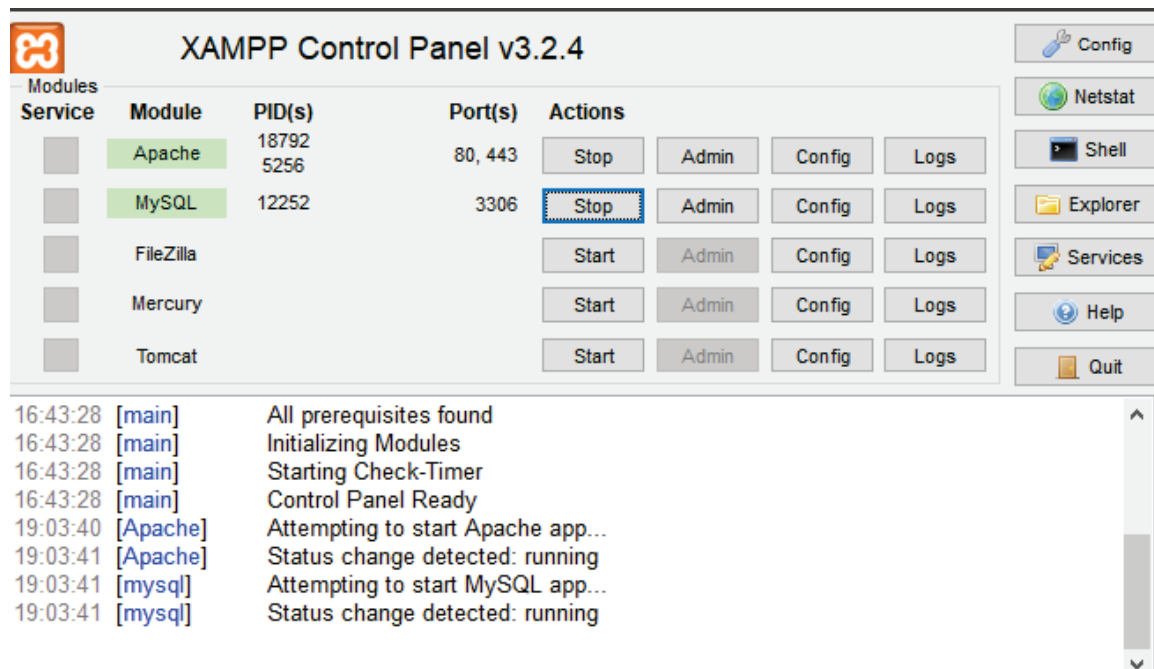 XAMPP Control Panel v3.2.4
Config
Modules
Netstat
Service Module PID(s) Port(s) Actions
Apache 18792 5256 80, 443 Stop Admin Config Logs
Shell
MySQL 12252 3306 Stop Admin Config Logs
Explorer
FileZilla Start Admin Config Logs
Services
Mercury Start Admin Config Logs
Help
Tomcat Start Admin Config Logs
Quit
16:43:28 [main] All prerequisites found
16:43:28 [main] Initializing Modules
16:43:28 [main] Starting Check-Timer
16:43:28 [main] Control Panel Ready
19:03:40 [Apache] Attempting to start Apache app...
19:03:41 [Apache] Status change detected: running
19:03:41 [mysql] Attempting to start MySQL app...
19:03:41 [mysql] Status change detected: running